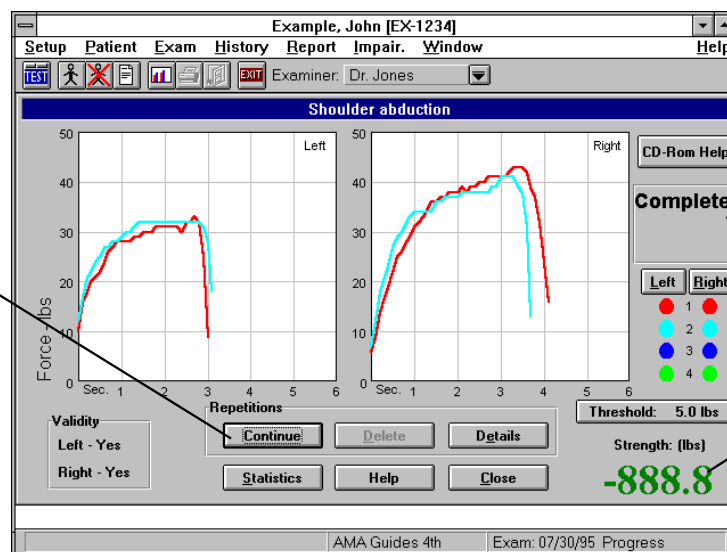 Example, John [EX-1234]
Setup Patient Exam History Report Impair. Window Help
TEST EXIT Examiner: Dr. Jones
Shoulder abduction
50 Left 50 Right
40 40
30 30
20 20
10 10
0 0
Force - lbs
Sec. 1 2 3 4 5 6 Sec. 1 2 3 4 5 6
CD-Rom Help
Complete
Left Right
1
2
3
4
Threshold: 5.0 lbs
Validity
Left - Yes
Right - Yes
Repetitions
Continue Delete Details
Statistics Help Close
Strength: (lbs)
-888.8
AMA Guides 4th Exam: 07/30/95 Progress